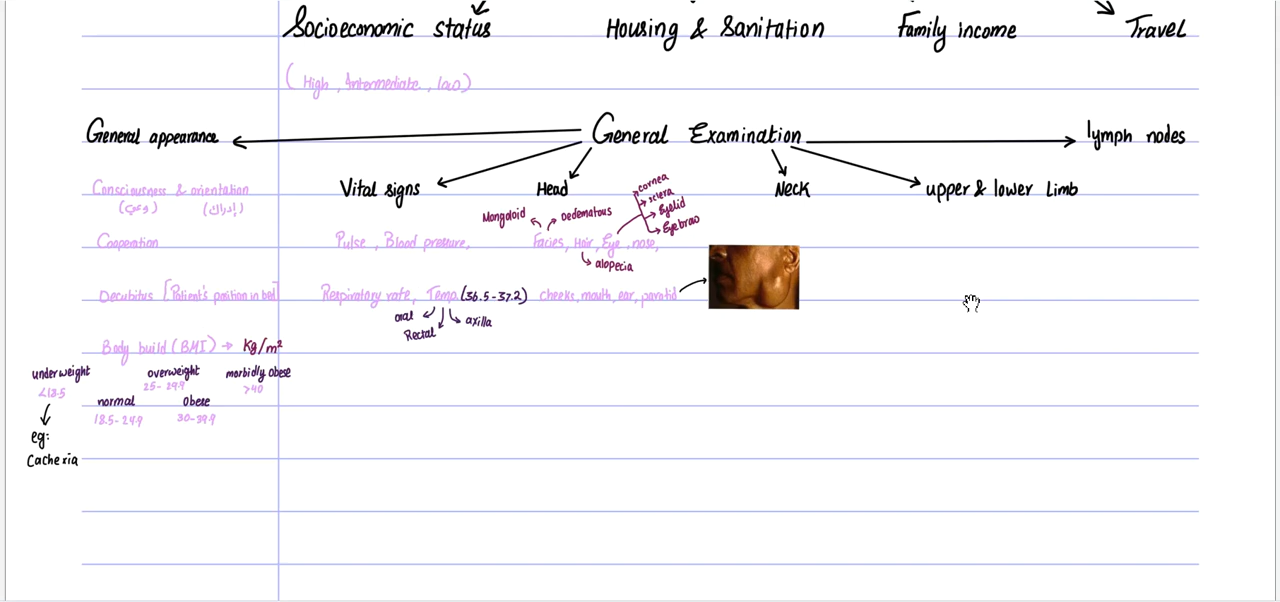 Socioeconomic status Housing & Sanitation Family income Travel
(High, Intermediate, low)
General appearance General Examination lymph nodes
Consciousness & orientation Vital signs Head Neck upper & lower limb
(وعي) (إدراك)
cornea
sclera
Eyelid
Eyebrow
Mongoloid oedematous
Cooperation Pulse, Blood pressure, Facies, Hair, Eye, nose,
alopecia
Decubitus [Patient's position in bed] Respiratory rate, Temp. (36.5-37.2) cheeks, mouth, ear, parotid
oral Rectal axilla
Body build (BMI) → Kg/m²
underweight overweight morbidly obese
<18.5 25-29.9 >40
normal obese
18.5-24.9 30-39.9
eg:
Cachexia